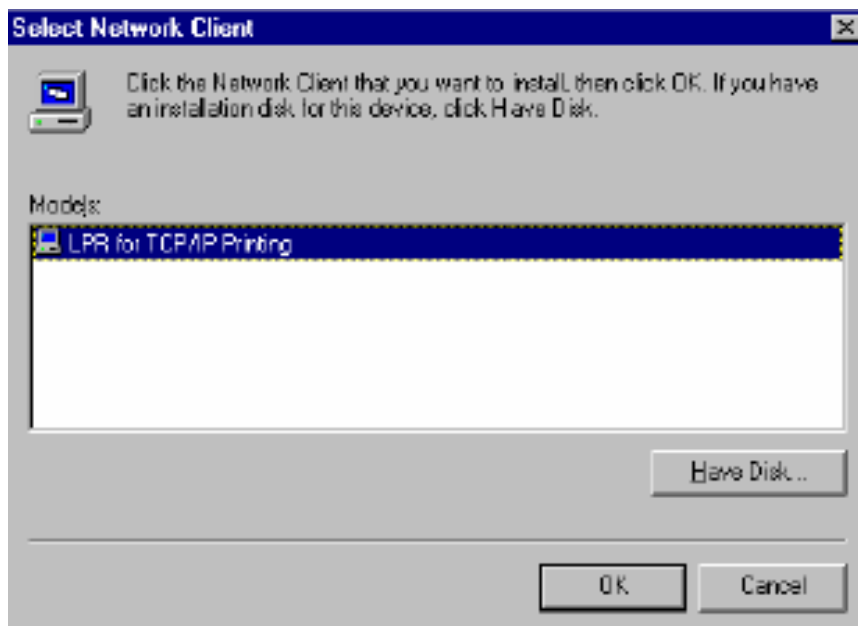 Select Network Client
Click the Network Client that you want to install, then click OK. If you have
an installation disk for this device, click Have Disk.
Models:
LPR for TCP/IP Printing
Have Disk...
OK
Cancel